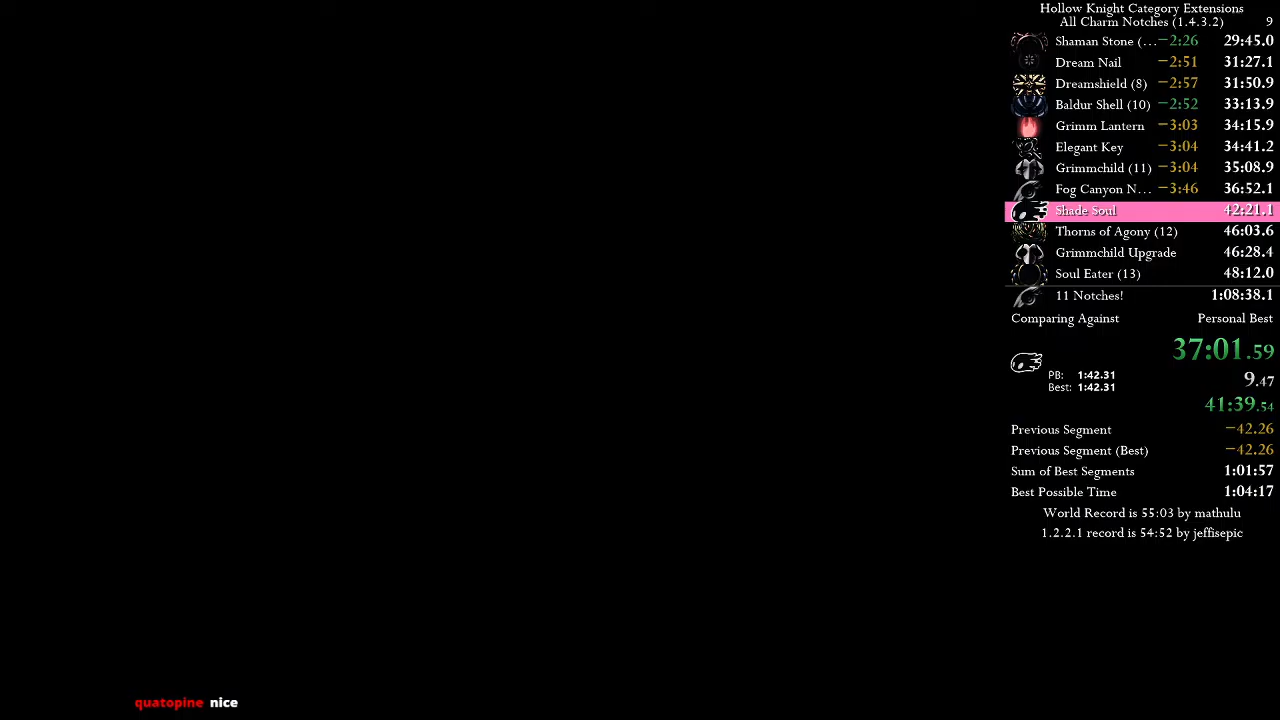 Hollow Knight Category Extensions
All Charm Notches (1.4.3.2) 9
Shaman Stone (... −2:26 29:45.0
Dream Nail −2:51 31:27.1
Dreamshield (8) −2:57 31:50.9
Baldur Shell (10) −2:52 33:13.9
Grimm Lantern −3:03 34:15.9
Elegant Key −3:04 34:41.2
Grimmchild (11) −3:04 35:08.9
Fog Canyon N... −3:46 36:52.1
Shade Soul 42:21.1
Thorns of Agony (12) 46:03.6
Grimmchild Upgrade 46:28.4
Soul Eater (13) 48:12.0
11 Notches! 1:08:38.1
Comparing Against Personal Best
37:01.59
PB: 1:42.31 9.47
Best: 1:42.31
41:39.54
Previous Segment −42.26
Previous Segment (Best) −42.26
Sum of Best Segments 1:01:57
Best Possible Time 1:04:17
World Record is 55:03 by mathulu
1.2.2.1 record is 54:52 by jeffisepic
quatopine nice